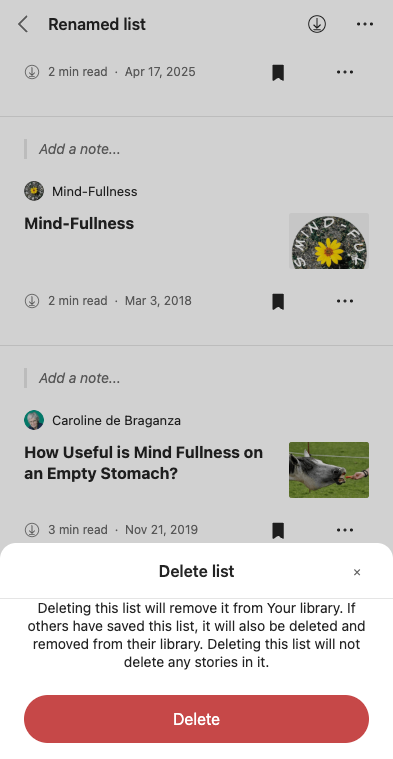 Renamed list
2 min read · Apr 17, 2025
Add a note...
Mind-Fullness
Mind-Fullness
2 min read · Mar 3, 2018
Add a note...
Caroline de Braganza
How Useful is Mind Fullness on
an Empty Stomach?
3 min read · Nov 21, 2019
Delete list
Deleting this list will remove it from Your library. If
others have saved this list, it will also be deleted and
removed from their library. Deleting this list will not
delete any stories in it.
Delete